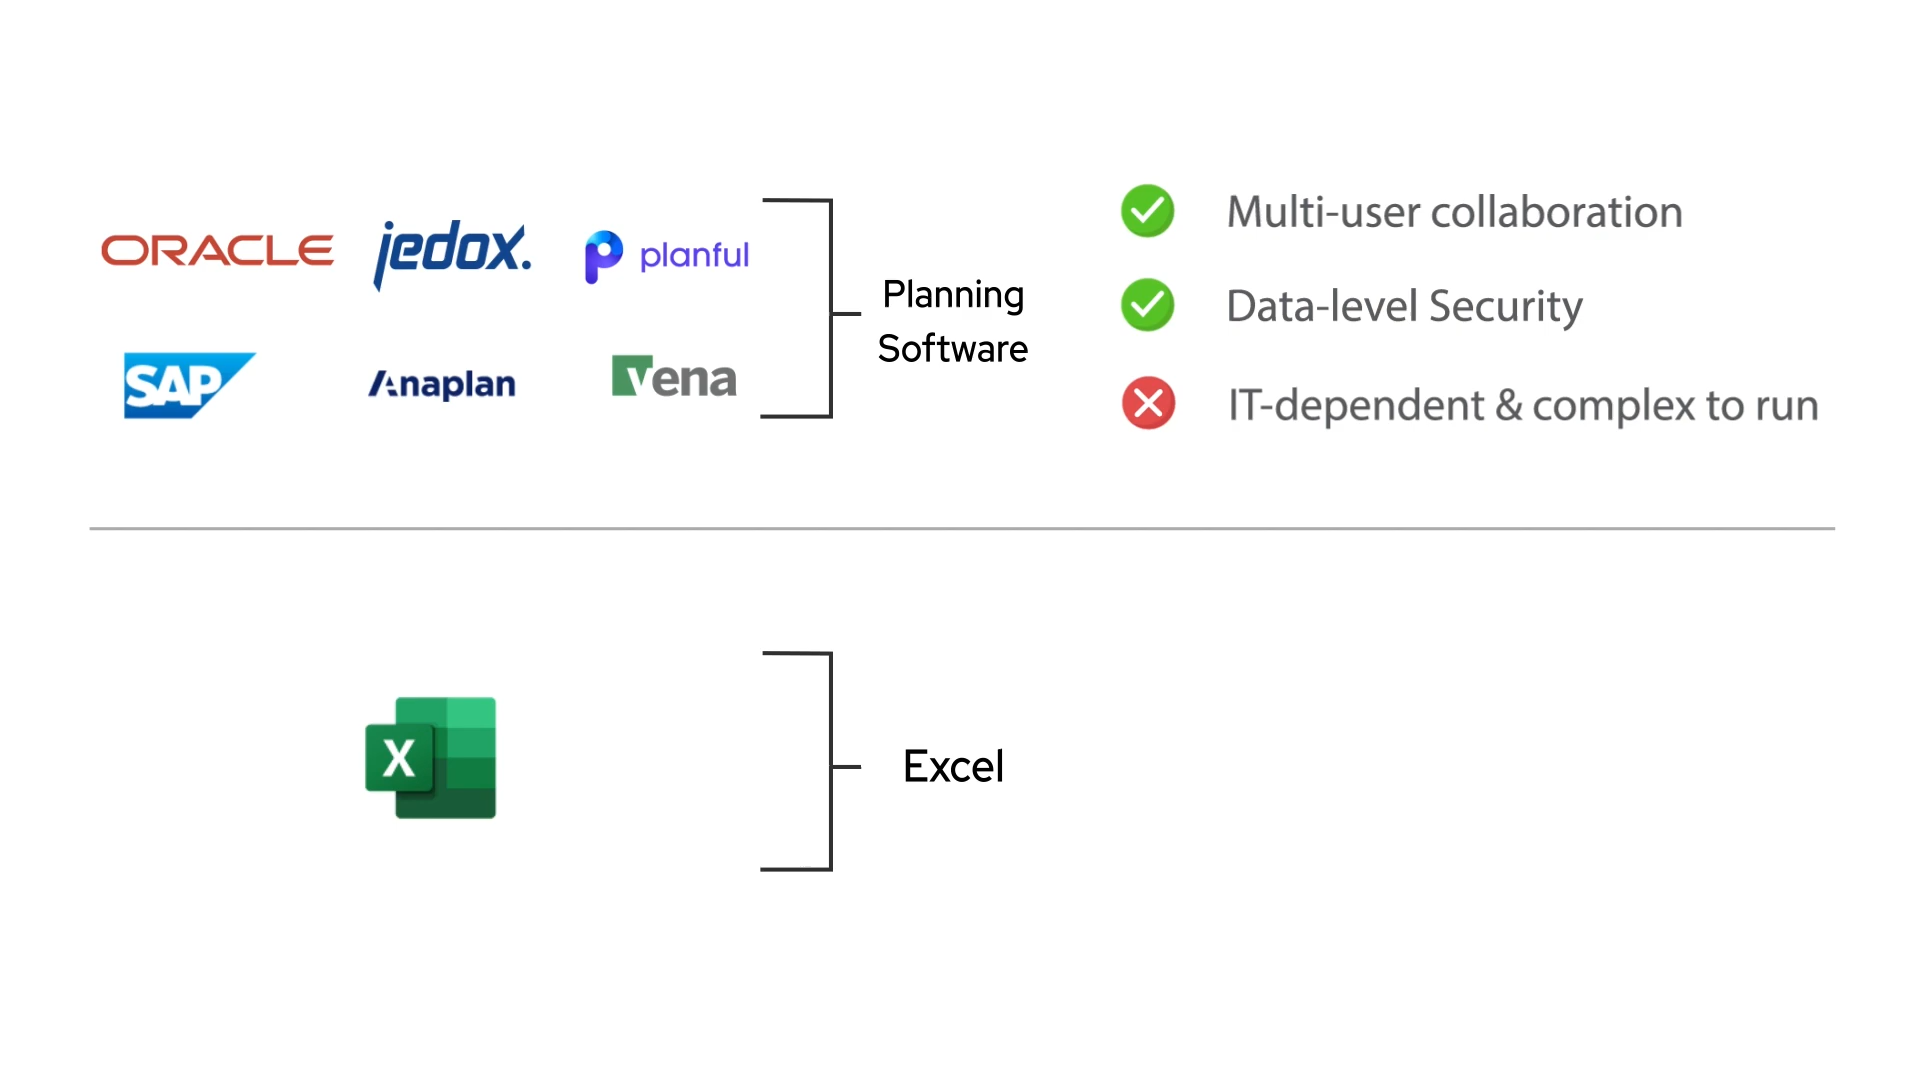 ORACLE jedox. planful
SAP Anaplan vena
Planning
Software
Multi-user collaboration
Data-level Security
IT-dependent & complex to run
X
Excel